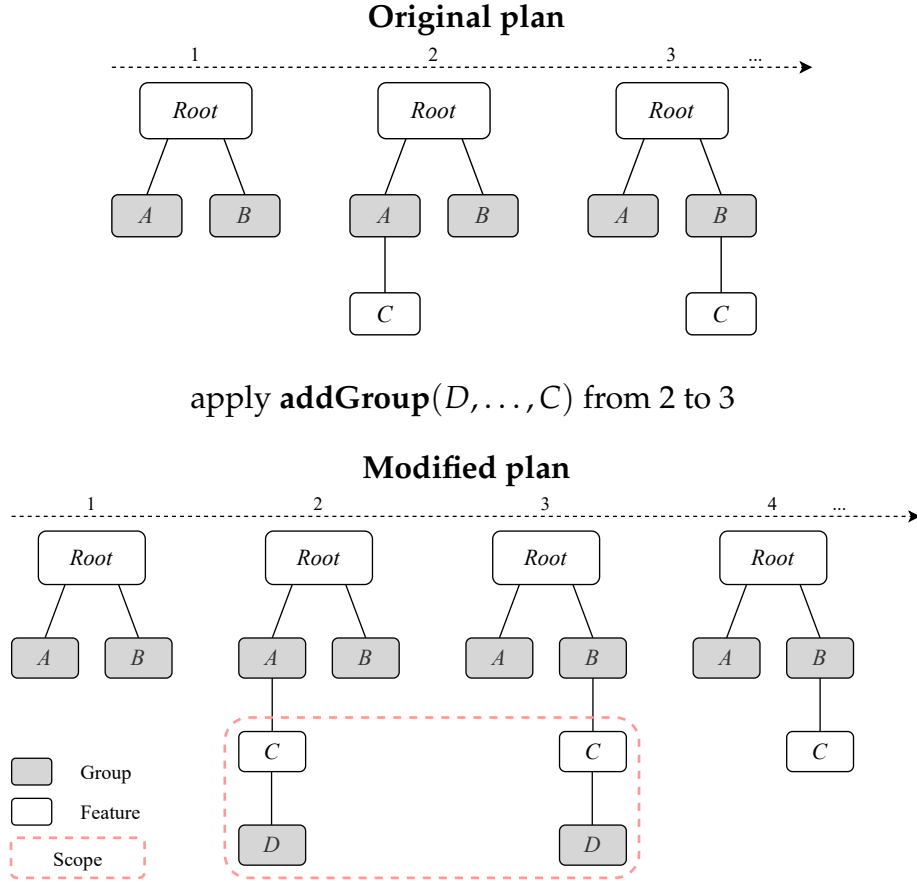 Original plan
1 2 3 ...
Root Root Root
A B A B A B
C C
apply addGroup(D, . . . , C) from 2 to 3
Modified plan
1 2 3 4 ...
Root Root Root Root
A B A B A B A B
C C C
Group
Feature
D D
Scope